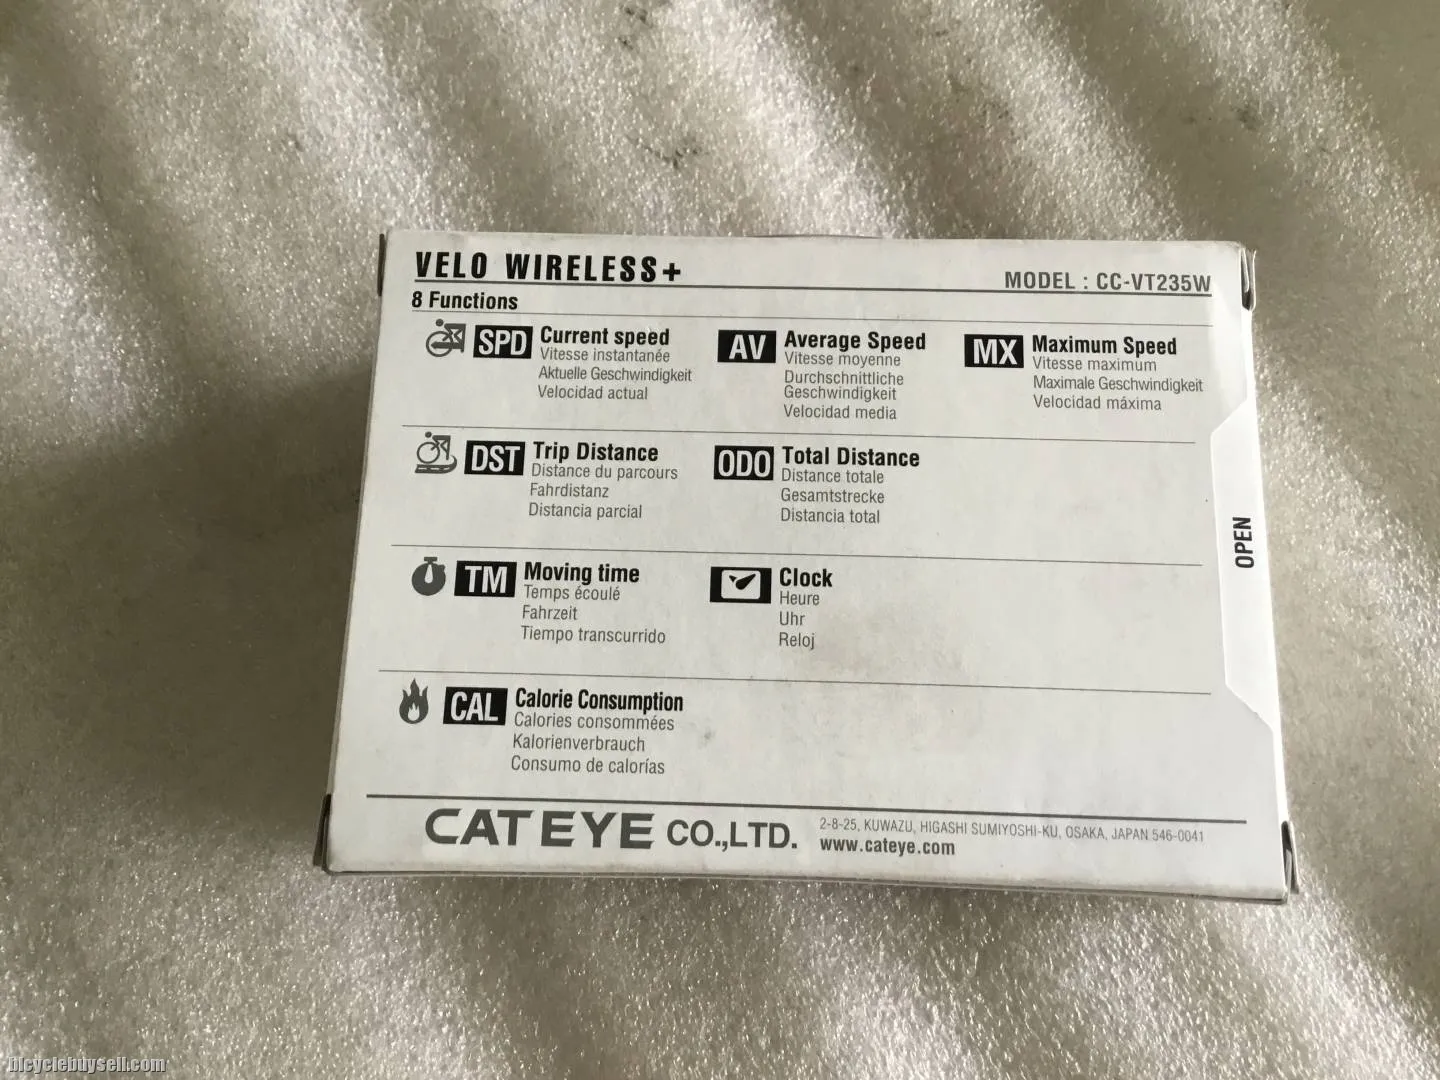 VELO WIRELESS+
MODEL : CC-VT235W
8 Functions
SPD
Current speed
Vitesse instantanée
Aktuelle Geschwindigkeit
Velocidad actual
AV
Average Speed
Vitesse moyenne
Durchschnittliche
Geschwindigkeit
Velocidad media
MX
Maximum Speed
Vitesse maximum
Maximale Geschwindigkeit
Velocidad máxima
DST
Trip Distance
Distance du parcours
Fahrdistanz
Distancia parcial
ODO
Total Distance
Distance totale
Gesamtstrecke
Distancia total
TM
Moving time
Temps écoulé
Fahrzeit
Tiempo transcurrido
Clock
Heure
Uhr
Reloj
CAL
Calorie Consumption
Calories consommées
Kalorienverbrauch
Consumo de calorías
OPEN
CATEYE CO.,LTD.
2-8-25, KUWAZU, HIGASHI SUMIYOSHI-KU, OSAKA, JAPAN 546-0041
www.cateye.com
bicyclebuysell.com